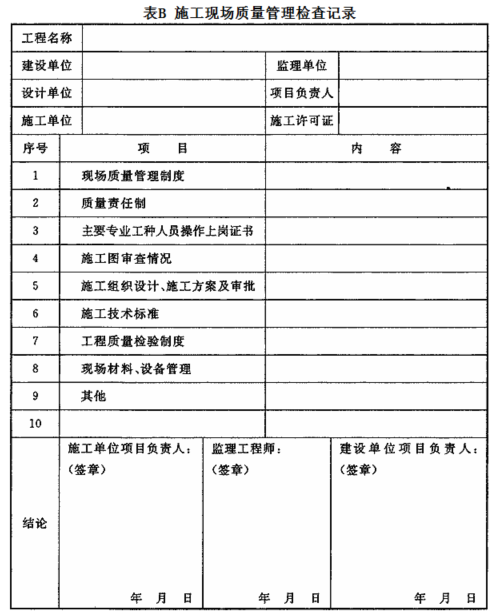 表B 施工现场质量管理检查记录
工程名称
建设单位 监理单位
设计单位 项目负责人
施工单位 施工许可证
序号 项 目 内 容
1 现场质量管理制度
2 质量责任制
3 主要专业工种人员操作上岗证书
4 施工图审查情况
5 施工组织设计、施工方案及审批
6 施工技术标准
7 工程质量检验制度
8 现场材料、设备管理
9 其他
10
结论
施工单位项目负责人：
（签章）
年 月 日
监理工程师：
（签章）
年 月 日
建设单位项目负责人：
（签章）
年 月 日